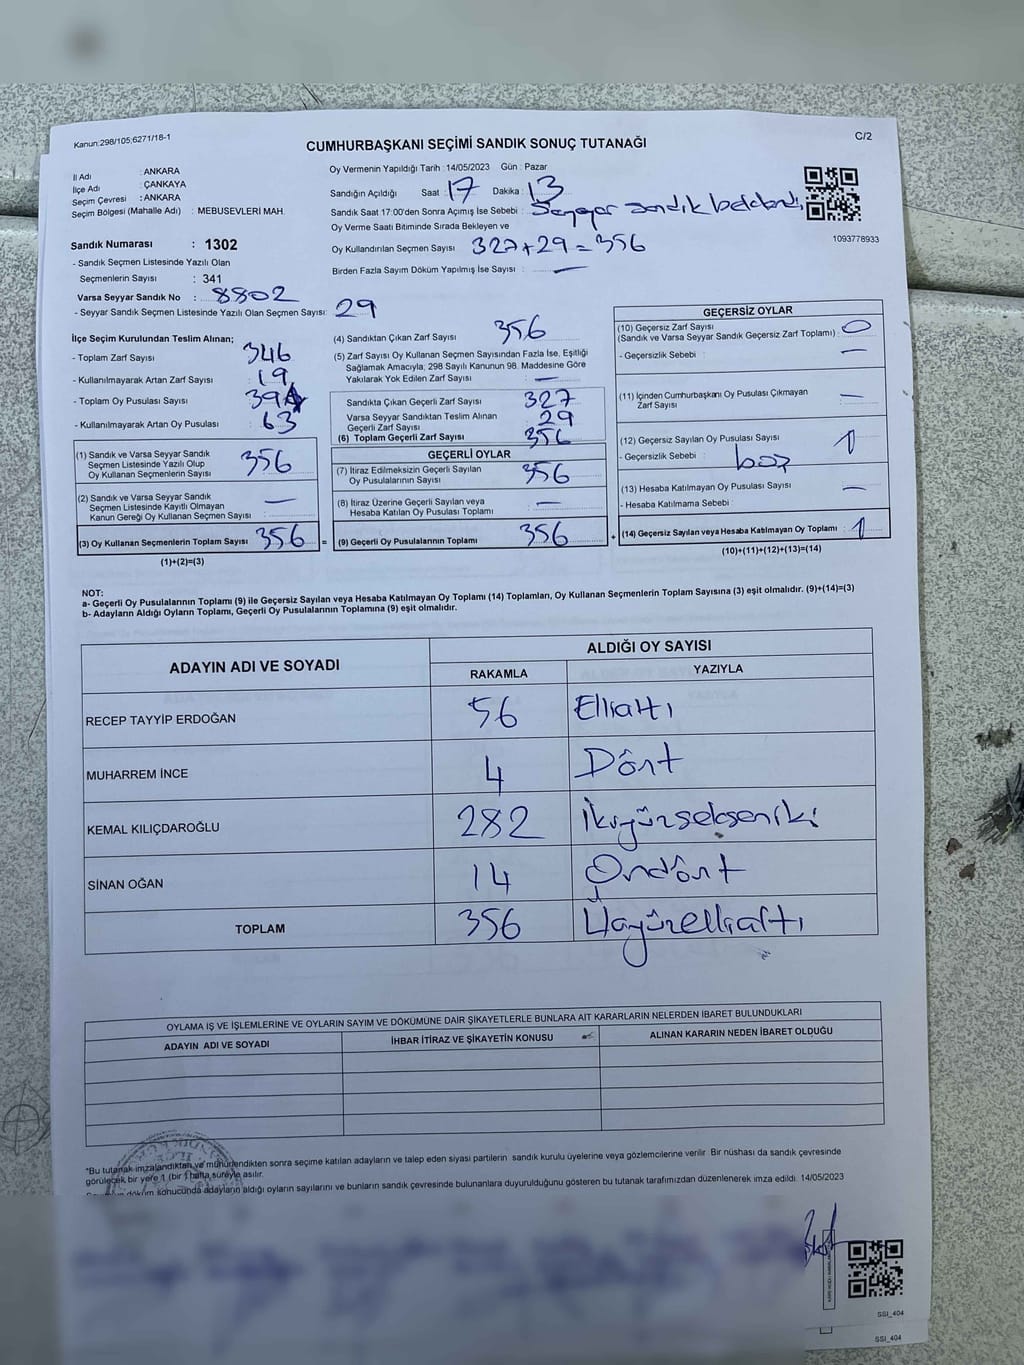 Kanun:298/105;6271/18-1
C/2
CUMHURBAŞKANI SEÇİMİ SANDIK SONUÇ TUTANAĞI
İl Adı : ANKARA
İlçe Adı : ÇANKAYA
Seçim Çevresi : ANKARA
Seçim Bölgesi (Mahalle Adı) : MEBUSEVLERİ MAH.
Sandık Numarası : 1302
- Sandık Seçmen Listesinde Yazılı Olan
Seçmenlerin Sayısı : 341
Varsa Seyyar Sandık No : 8802
- Seyyar Sandık Seçmen Listesinde Yazılı Olan Seçmen Sayısı: 29
Oy Vermenin Yapıldığı Tarih : 14/05/2023 Gün : Pazar
Sandığın Açıldığı Saat : 17 Dakika : 13
Sandık Saat 17:00'den Sonra Açımış İse Sebebi : Seyyar sandık beklendi
Oy Verme Saati Bitiminde Sırada Bekleyen ve
Oy Kullandırılan Seçmen Sayısı 327+29=356
Birden Fazla Sayım Döküm Yapılmış İse Sayısı : —
1093778933
İlçe Seçim Kurulundan Teslim Alınan;
- Toplam Zarf Sayısı : 346
- Kullanılmayarak Artan Zarf Sayısı : 19
- Toplam Oy Pusulası Sayısı :
- Kullanılmayarak Artan Oy Pusulası : 63
(1) Sandık ve Varsa Seyyar Sandık
Seçmen Listesinde Yazılı Olup
Oy Kullanan Seçmenlerin Sayısı : 356
(2) Sandık ve Varsa Seyyar Sandık
Seçmen Listesinde Kayıtlı Olmayan
Kanun Gereği Oy Kullanan Seçmen Sayısı : —
(3) Oy Kullanan Seçmenlerin Toplam Sayısı : 356 =
(1)+(2)=(3)
(4) Sandıktan Çıkan Zarf Sayısı : 356
(5) Zarf Sayısı Oy Kullanan Seçmen Sayısından Fazla İse, Eşitliği
Sağlamak Amacıyla, 298 Sayılı Kanunun 98. Maddesine Göre
Yakılarak Yok Edilen Zarf Sayısı : —
Sandıkta Çıkan Geçerli Zarf Sayısı : 327
Varsa Seyyar Sandıktan Teslim Alınan
Geçerli Zarf Sayısı : 29
(6) Toplam Geçerli Zarf Sayısı : 356
GEÇERLİ OYLAR
(7) İtiraz Edilmeksizin Geçerli Sayılan
Oy Pusulalarının Sayısı : 356
(8) İtiraz Üzerine Geçerli Sayılan veya
Hesaba Katılan Oy Pusulası Toplamı : —
(9) Geçerli Oy Pusulalarının Toplamı : 356 +
GEÇERSİZ OYLAR
(10) Geçersiz Zarf Sayısı : 0
(Sandık ve Varsa Seyyar Sandık Geçersiz Zarf Toplamı)
- Geçersizlik Sebebi : —
(11) İçinden Cumhurbaşkanı Oy Pusulası Çıkmayan
Zarf Sayısı : —
(12) Geçersiz Sayılan Oy Pusulası Sayısı : 1
- Geçersizlik Sebebi : boş
(13) Hesaba Katılmayan Oy Pusulası Sayısı : —
- Hesaba Katılmama Sebebi :
(14) Geçersiz Sayılan veya Hesaba Katılmayan Oy Toplamı : 1
(10)+(11)+(12)+(13)=(14)
NOT:
a- Geçerli Oy Pusulalarının Toplamı (9) ile Geçersiz Sayılan veya Hesaba Katılmayan Oy Toplamı (14) Toplamları, Oy Kullanan Seçmenlerin Toplam Sayısına (3) eşit olmalıdır. (9)+(14)=(3)
b- Adayların Aldığı Oyların Toplamı, Geçerli Oy Pusulalarının Toplamına (9) eşit olmalıdır.
ADAYIN ADI VE SOYADI ALDIĞI OY SAYISI
RAKAMLA YAZIYLA
RECEP TAYYİP ERDOĞAN 56 Elli altı
MUHARREM İNCE 4 Dört
KEMAL KILIÇDAROĞLU 282 İkiyüzseksen iki
SİNAN OĞAN 14 Ondört
TOPLAM 356 Üçyüzelli altı
OYLAMA İŞ VE İŞLEMLERİNE VE OYLARIN SAYIM VE DÖKÜMÜNE DAİR ŞİKAYETLERLE BUNLARA AİT KARARLARIN NELERDEN İBARET BULUNDUKLARI
ADAYIN ADI VE SOYADI İHBAR İTİRAZ VE ŞİKAYETİN KONUSU ALINAN KARARIN NEDEN İBARET OLDUĞU
*Bu tutanak imzalandıktan ve mühürlendikten sonra seçime katılan adayların ve talep eden siyasi partilerin sandık kurulu üyelerine veya gözlemcilerine verilir. Bir nüshası da sandık çevresinde
görülecek bir yere 1 (bir) hafta süreyle asılır.
döküm sonucunda adayların aldığı oyların sayılarını ve bunların sandık çevresinde bulunanlara duyurulduğunu gösteren bu tutanak tarafımızdan düzenlenerek imza edildi. 14/05/2023
SSI_404
SSI_404